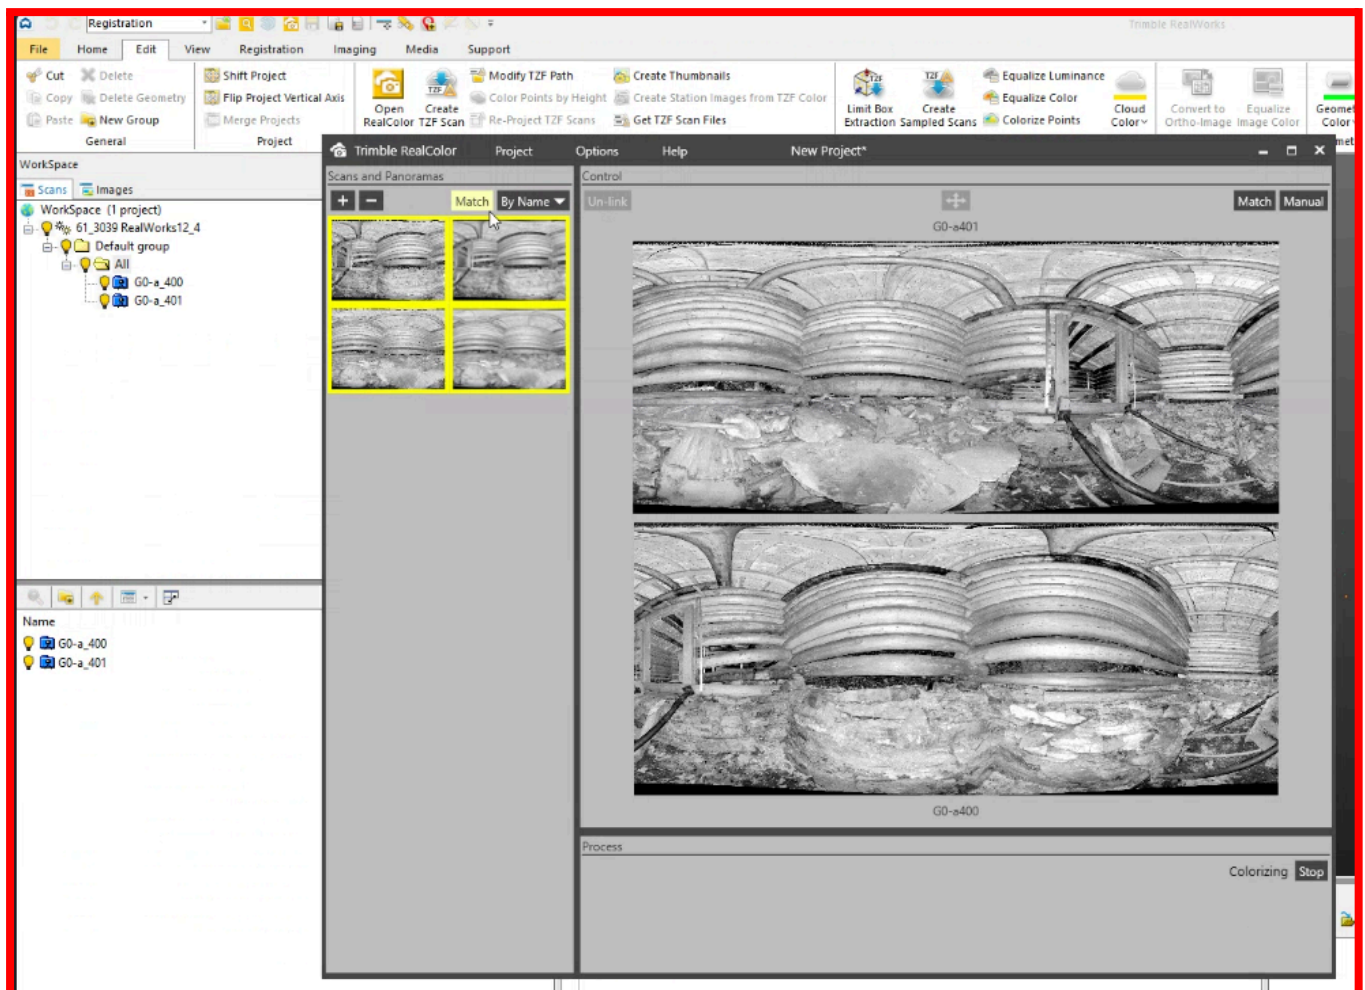 Registration
Trimble RealWorks
File Home Edit View Registration Imaging Media Support
Cut Delete Shift Project Modify TZF Path Create Thumbnails Equalize Luminance
Copy Delete Geometry Flip Project Vertical Axis Color Points by Height Create Station Images from TZF Color Equalize Color
Paste New Group Merge Projects Open RealColor Create TZF Scan Re-Project TZF Scans Get TZF Scan Files Limit Box Extraction Create Sampled Scans Colorize Points Cloud Color Convert to Ortho-Image Equalize Image Color
General Project
WorkSpace
Scans Images
WorkSpace (1 project)
61_3039 RealWorks12_4
Default group
All
G0-a_400
G0-a_401
Name
G0-a_400
G0-a_401
Trimble RealColor Project Options Help New Project*
Scans and Panoramas
+ − Match By Name
Control
Un-link Match Manual
G0-a401
G0-a400
Process
Colorizing Stop